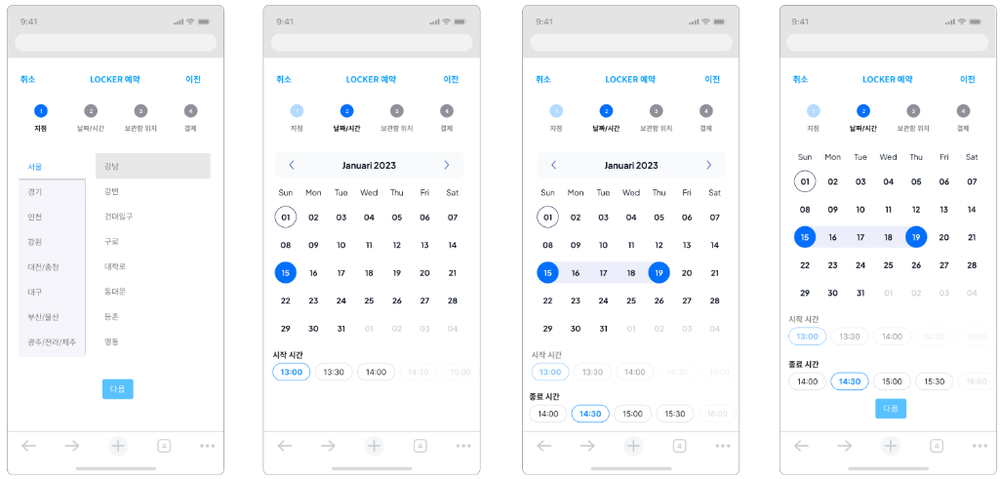 9:41
취소 LOCKER 예약 이전
1 2 3 4
지점 날짜/시간 보관함 위치 결제
서울 강남
경기 강변
인천 건대입구
강원 구로
대전/충청 대학로
대구 동대문
부산/울산 등촌
광주/전라/제주 명동
다음
4
9:41
취소 LOCKER 예약 이전
1 2 3 4
지점 날짜/시간 보관함 위치 결제
Januari 2023
Sun Mon Tue Wed Thu Fri Sat
01 02 03 04 05 06 07
08 09 10 11 12 13 14
15 16 17 18 19 20 21
22 23 24 25 26 27 28
29 30 31 01 02 03 04
시작 시간
13:00 13:30 14:00 14:30 15:00
4
9:41
취소 LOCKER 예약 이전
1 2 3 4
지점 날짜/시간 보관함 위치 결제
Januari 2023
Sun Mon Tue Wed Thu Fri Sat
01 02 03 04 05 06 07
08 09 10 11 12 13 14
15 16 17 18 19 20 21
22 23 24 25 26 27 28
29 30 31 01 02 03 04
시작 시간
13:00 13:30 14:00 14:30 15:00
종료 시간
14:00 14:30 15:00 15:30 16:00
4
9:41
취소 LOCKER 예약 이전
1 2 3 4
지점 날짜/시간 보관함 위치 결제
Sun Mon Tue Wed Thu Fri Sat
01 02 03 04 05 06 07
08 09 10 11 12 13 14
15 16 17 18 19 20 21
22 23 24 25 26 27 28
29 30 31 01 02 03 04
시작 시간
13:00 13:30 14:00 14:30 15:00
종료 시간
14:00 14:30 15:00 15:30 16:00
다음
4